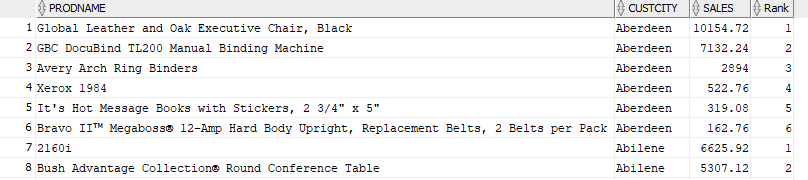 PRODNAME CUSTCITY SALES Rank
1 Global Leather and Oak Executive Chair, Black Aberdeen 10154.72 1
2 GBC DocuBind TL200 Manual Binding Machine Aberdeen 7132.24 2
3 Avery Arch Ring Binders Aberdeen 2894 3
4 Xerox 1984 Aberdeen 522.76 4
5 It's Hot Message Books with Stickers, 2 3/4" x 5" Aberdeen 319.08 5
6 Bravo II™ Megaboss® 12-Amp Hard Body Upright, Replacement Belts, 2 Belts per Pack Aberdeen 162.76 6
7 2160i Abilene 6625.92 1
8 Bush Advantage Collection® Round Conference Table Abilene 5307.12 2